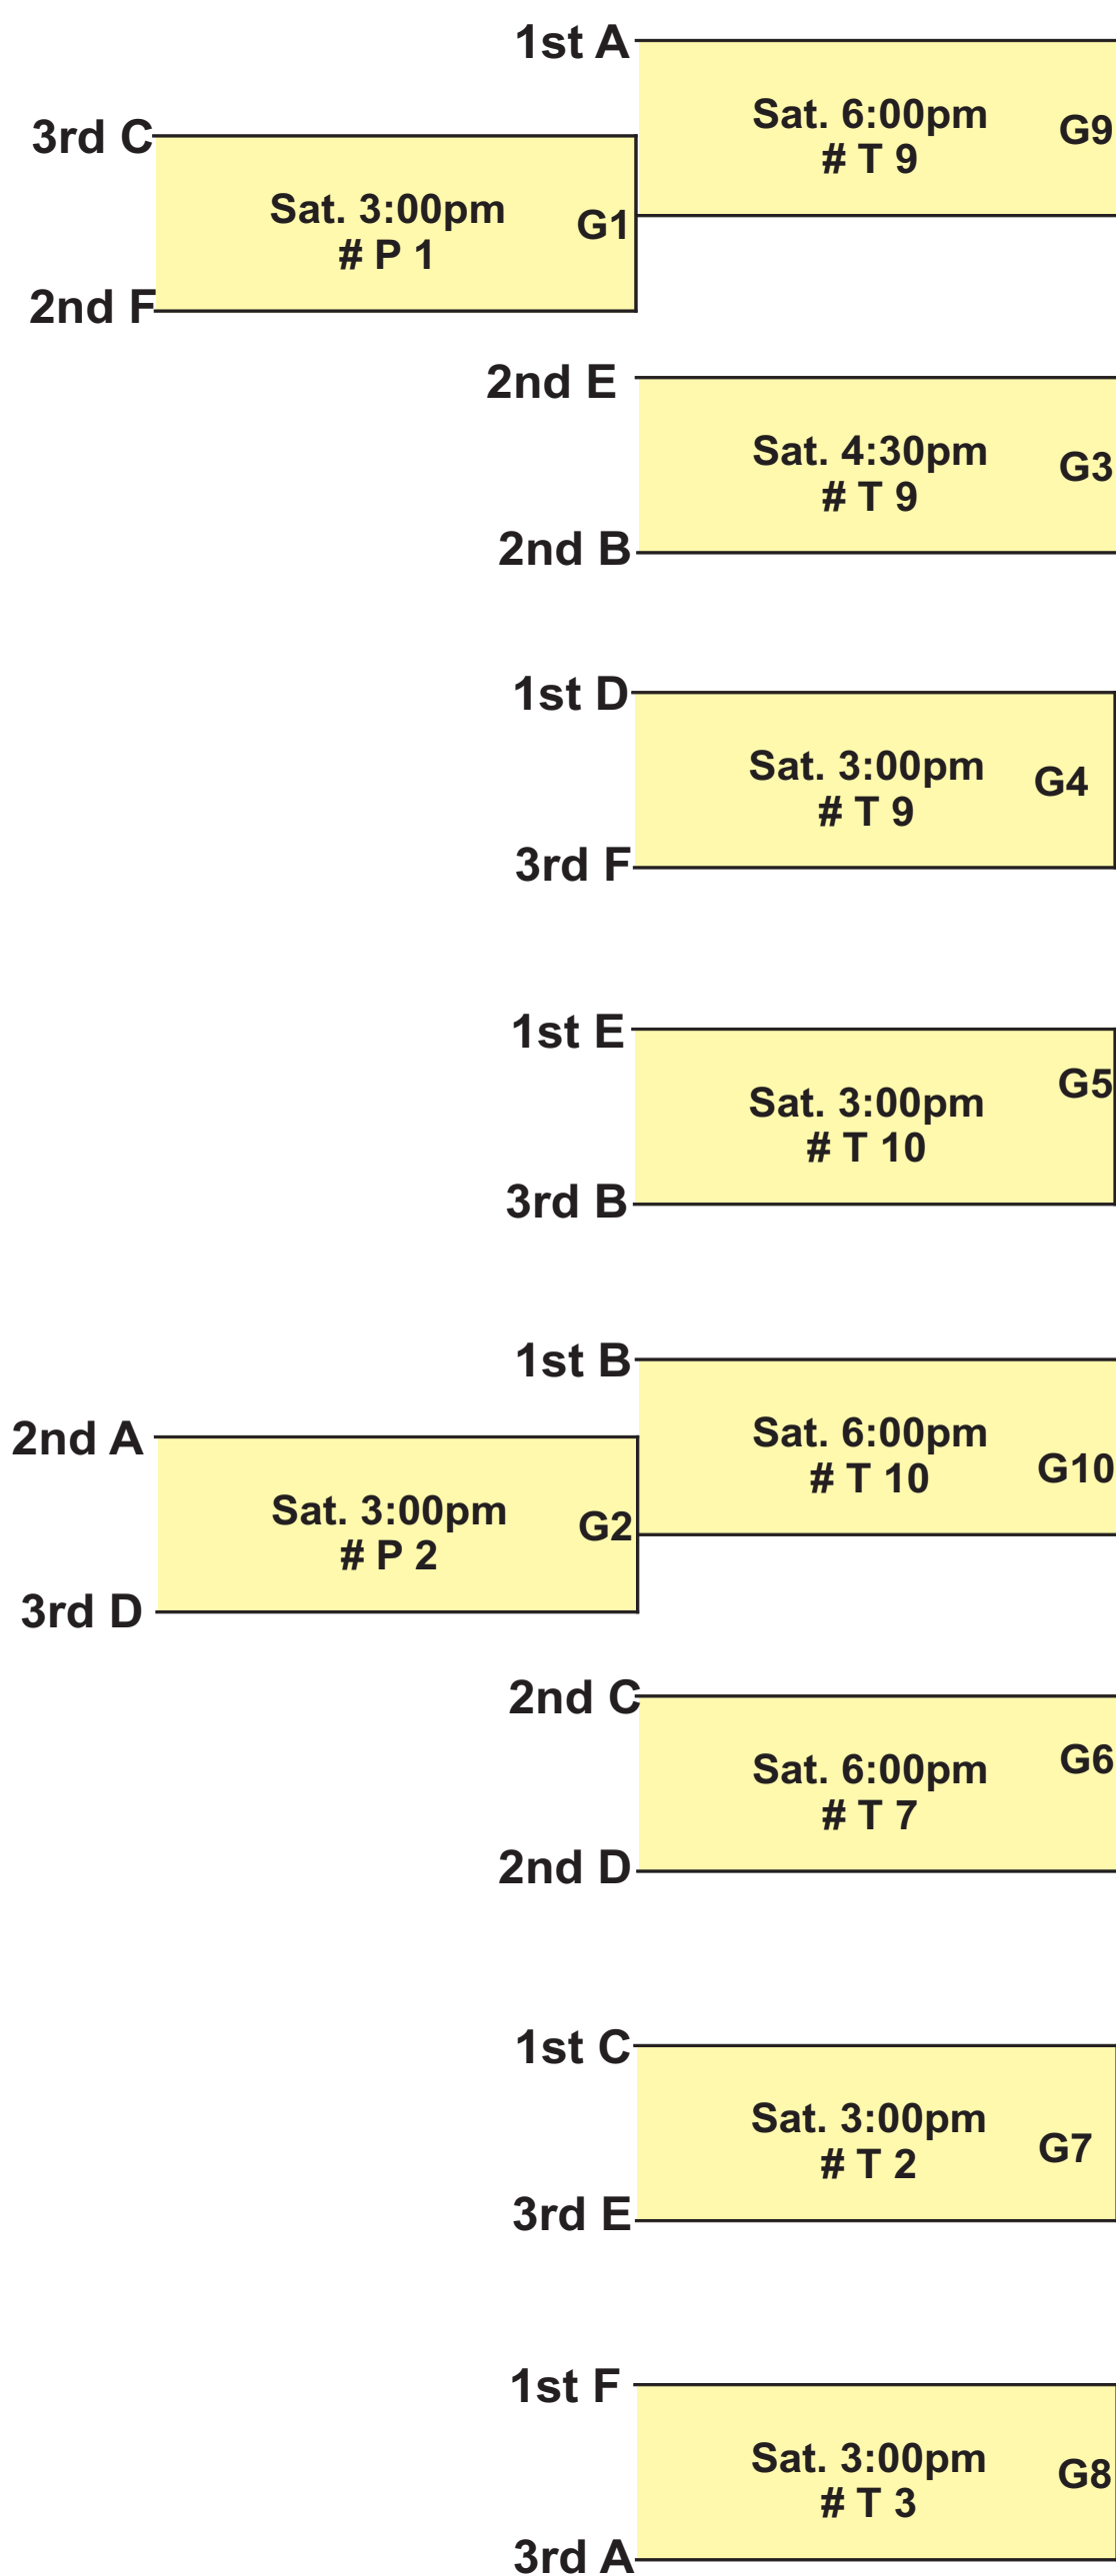 1st A
Sat. 6:00pm
# T 9
G9
3rd C
Sat. 3:00pm
# P 1
G1
2nd F
2nd E
Sat. 4:30pm
# T 9
G3
2nd B
1st D
Sat. 3:00pm
# T 9
G4
3rd F
1st E
Sat. 3:00pm
# T 10
G5
3rd B
1st B
Sat. 6:00pm
# T 10
G10
2nd A
Sat. 3:00pm
# P 2
G2
3rd D
2nd C
Sat. 6:00pm
# T 7
G6
2nd D
1st C
Sat. 3:00pm
# T 2
G7
3rd E
1st F
Sat. 3:00pm
# T 3
G8
3rd A